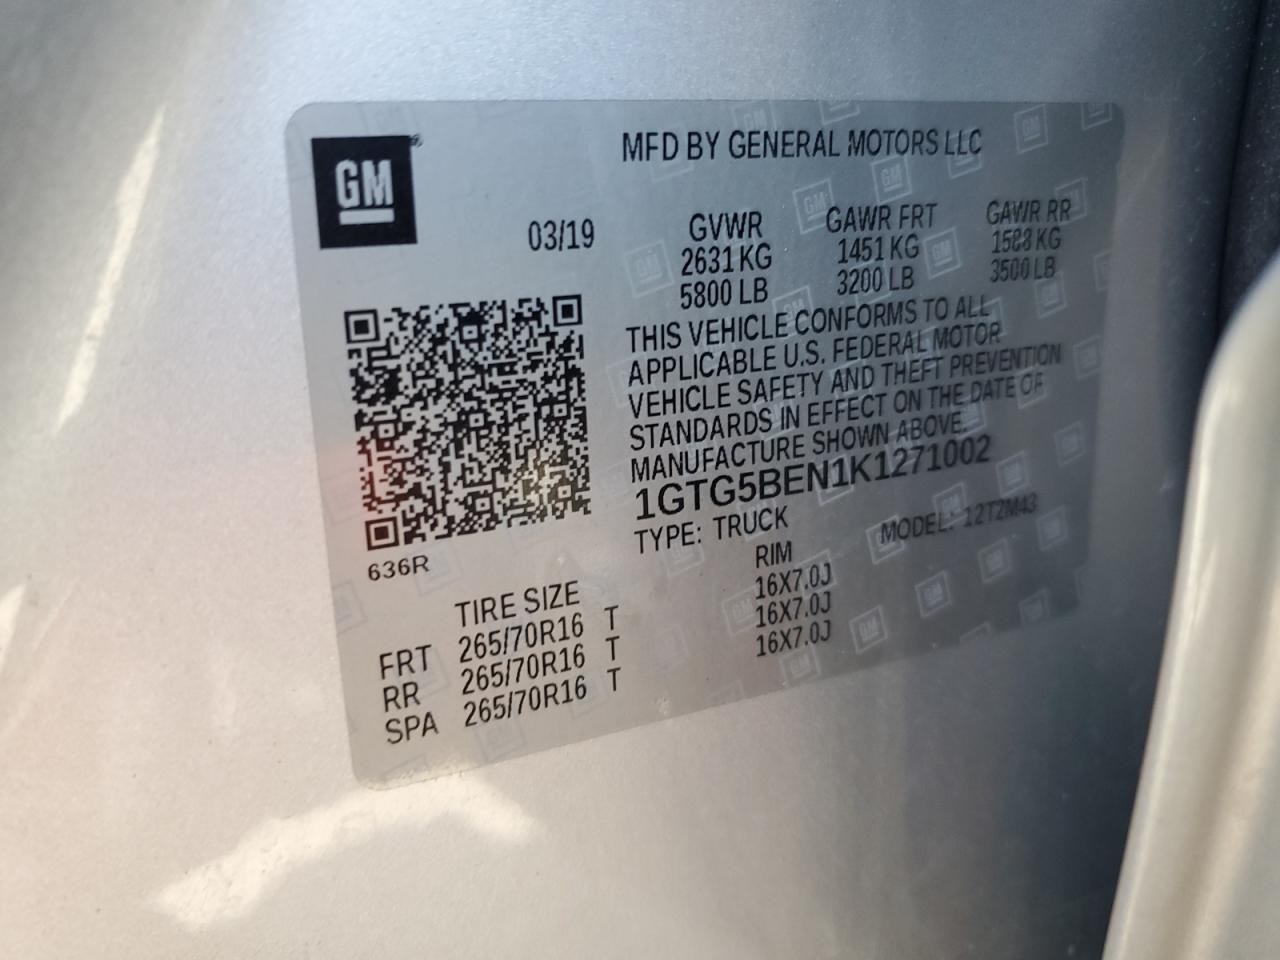 GM
MFD BY GENERAL MOTORS LLC
03/19
GVWR GAWR FRT GAWR RR
2631 KG 1451 KG 1588 KG
5800 LB 3200 LB 3500 LB
THIS VEHICLE CONFORMS TO ALL
APPLICABLE U.S. FEDERAL MOTOR
VEHICLE SAFETY AND THEFT PREVENTION
STANDARDS IN EFFECT ON THE DATE OF
MANUFACTURE SHOWN ABOVE.
1GTG5BEN1K1271002
TYPE: TRUCK MODEL: 12T2M43
636R
TIRE SIZE RIM
FRT 265/70R16 T 16X7.0J
RR 265/70R16 T 16X7.0J
SPA 265/70R16 T 16X7.0J